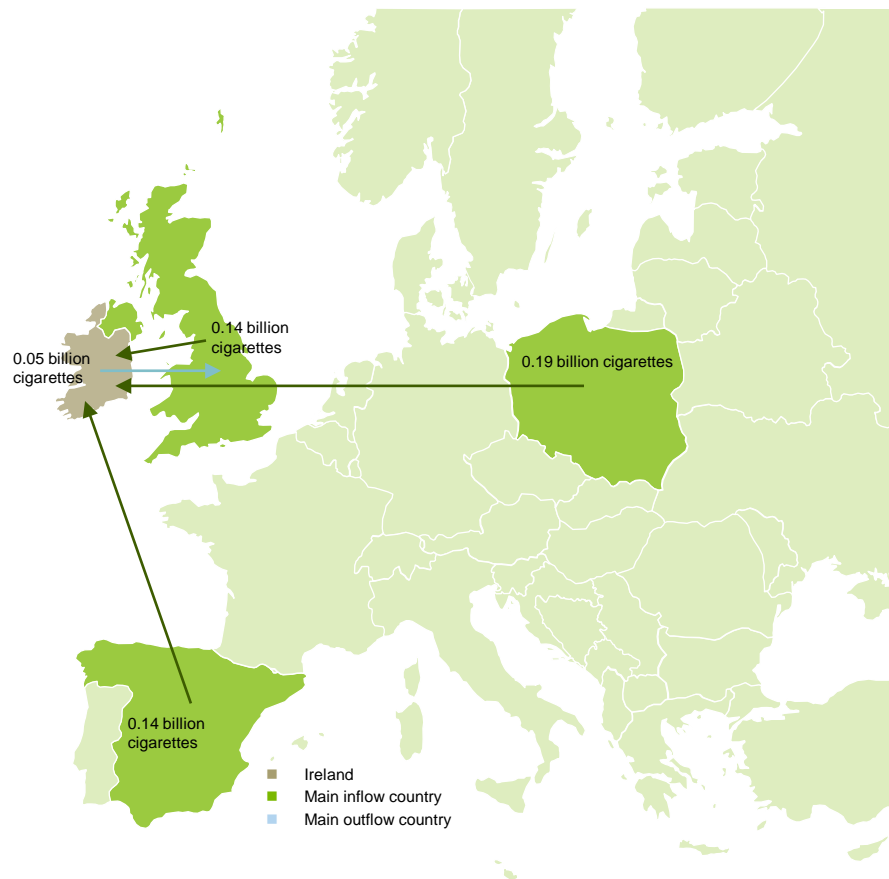 0.14 billion
cigarettes
0.05 billion
cigarettes
0.19 billion cigarettes
0.14 billion
cigarettes
Ireland
Main inflow country
Main outflow country